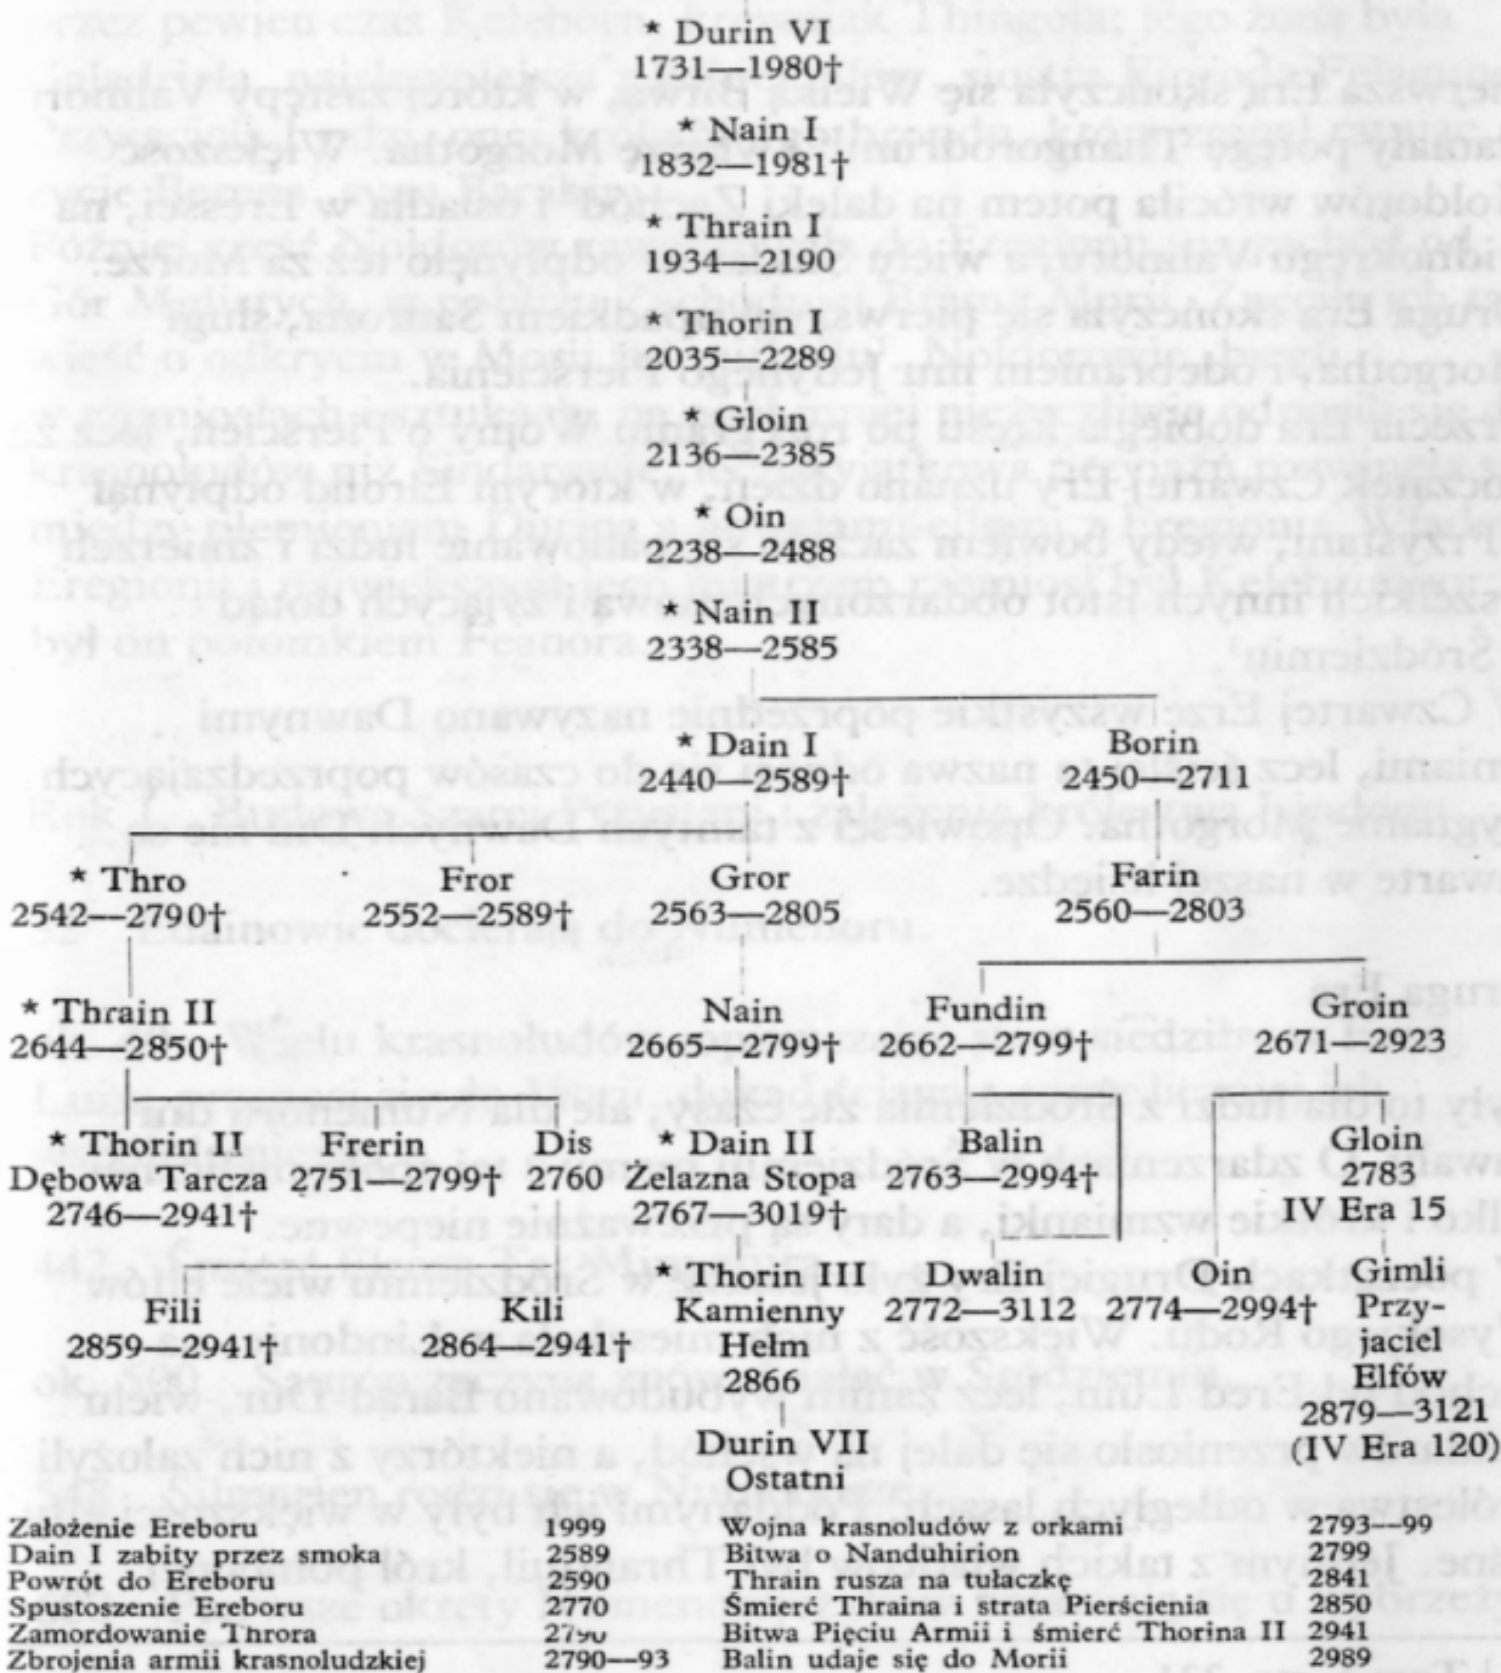 * Durin VI
1731—1980†
* Nain I
1832—1981†
* Thrain I
1934—2190
* Thorin I
2035—2289
* Gloin
2136—2385
* Oin
2238—2488
* Nain II
2338—2585
* Dain I
2440—2589†
Borin
2450—2711
* Thro
2542—2790†
Fror
2552—2589†
Gror
2563—2805
Farin
2560—2803
* Thrain II
2644—2850†
Nain
2665—2799†
Fundin
2662—2799†
Groin
2671—2923
* Thorin II
Dębowa Tarcza
2746—2941†
Frerin
2751—2799†
Dis
2760
* Dain II
Żelazna Stopa
2767—3019†
Balin
2763—2994†
Gloin
2783
IV Era 15
Fili
2859—2941†
Kili
2864—2941†
* Thorin III
Kamienny
Hełm
2866
Dwalin
2772—3112
Oin
2774—2994†
Gimli
Przy-
jaciel
Elfów
2879—3121
(IV Era 120)
Durin VII
Ostatni
Założenie Ereboru 1999
Dain I zabity przez smoka 2589
Powrót do Ereboru 2590
Spustoszenie Ereboru 2770
Zamordowanie Throra 2790
Zbrojenia armii krasnoludzkiej 2790—93
Wojna krasnoludów z orkami 2793—99
Bitwa o Nanduhirion 2799
Thrain rusza na tułaczkę 2841
Śmierć Thraina i strata Pierścienia 2850
Bitwa Pięciu Armii i śmierć Thorina II 2941
Balin udaje się do Morii 2989